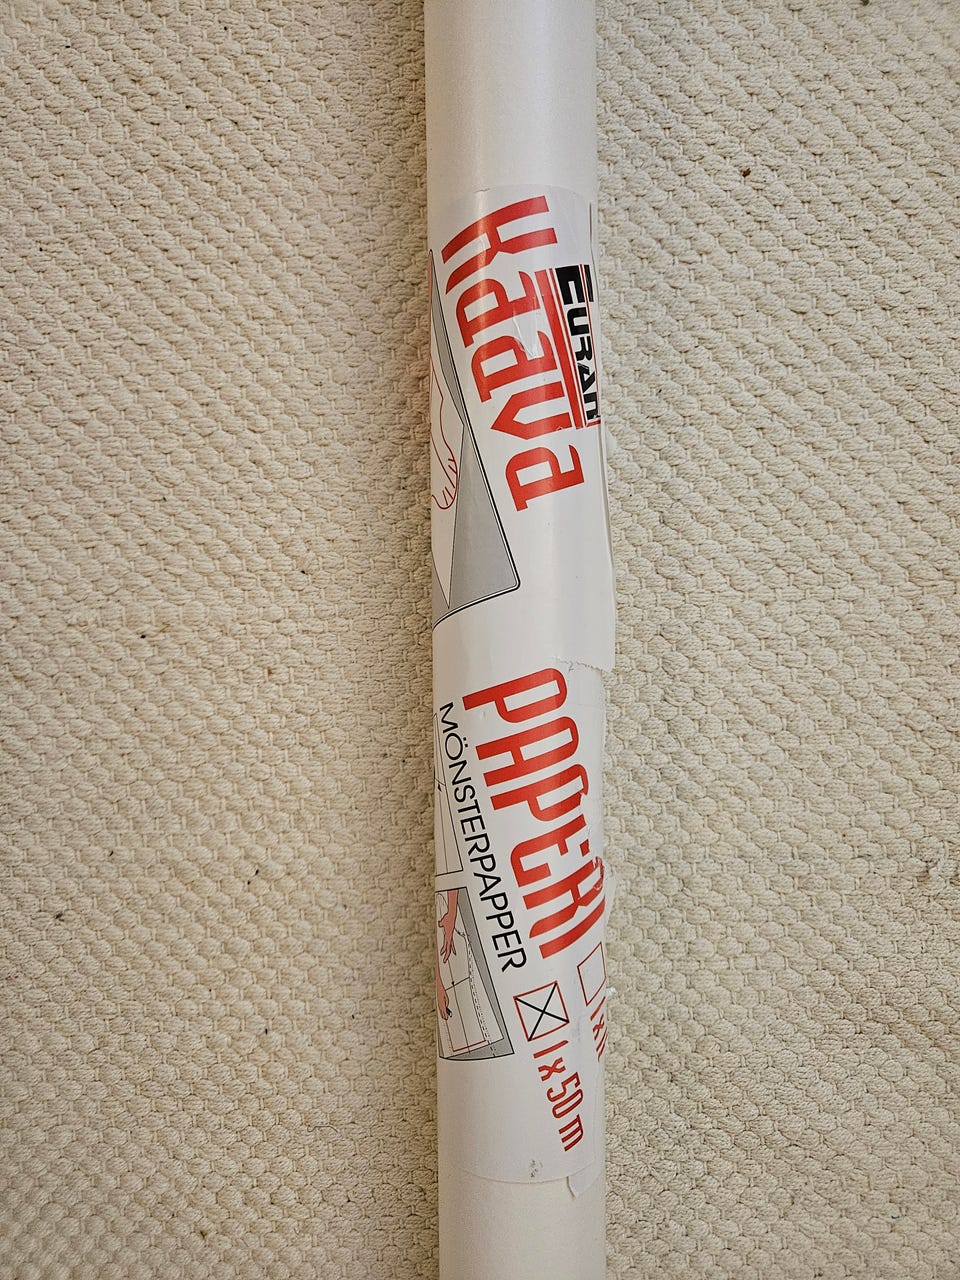 EURAN
Kaava
PAPERI
MÖNSTERPAPPER
1x50 m